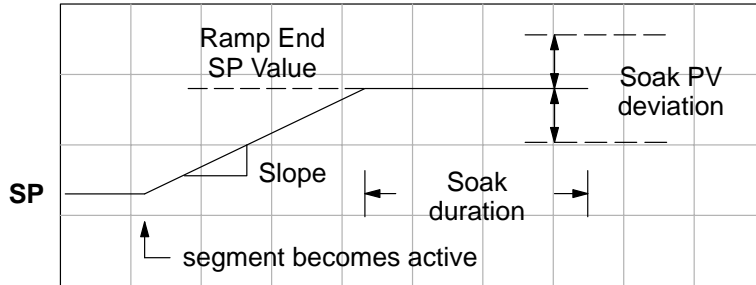 Ramp End
SP Value
Soak PV
deviation
Slope
SP
Soak
duration
segment becomes active